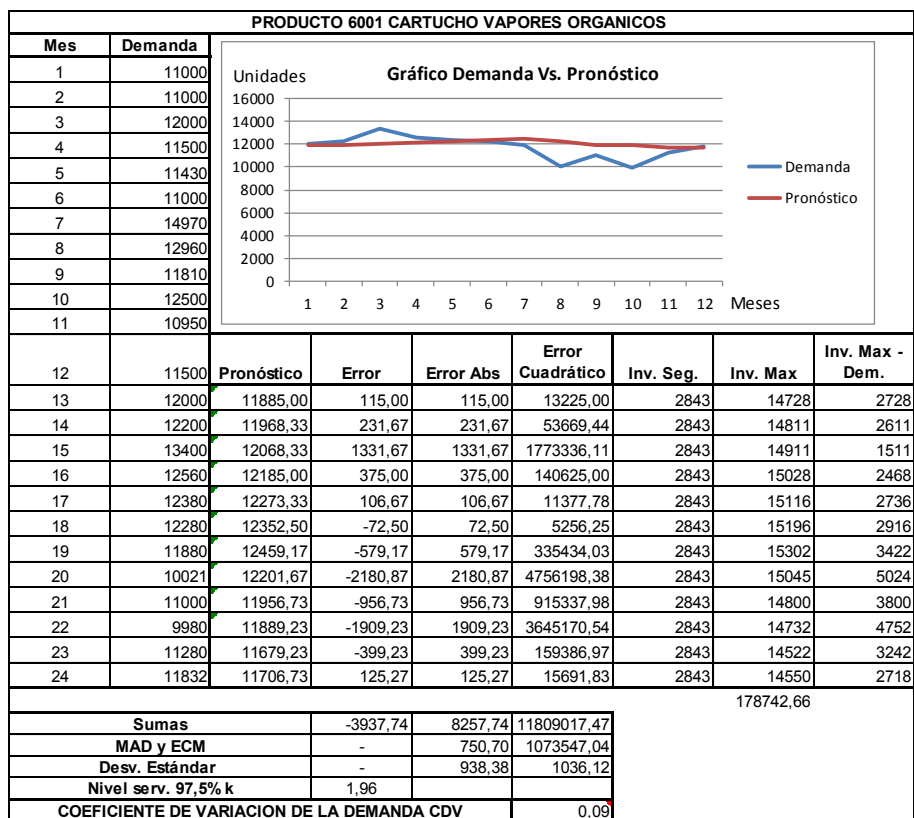 PRODUCTO 6001 CARTUCHO VAPORES ORGANICOS
Mes Demanda
1 11000
2 11000
3 12000
4 11500
5 11430
6 11000
7 14970
8 12960
9 11810
10 12500
11 10950
Unidades Gráfico Demanda Vs. Pronóstico
16000
14000
12000
10000
8000
6000
4000
2000
0
1 2 3 4 5 6 7 8 9 10 11 12 Meses
Demanda
Pronóstico
12 11500 Pronóstico Error Error Abs Error Cuadrático Inv. Seg. Inv. Max Inv. Max - Dem.
13 12000 11885,00 115,00 115,00 13225,00 2843 14728 2728
14 12200 11968,33 231,67 231,67 53669,44 2843 14811 2611
15 13400 12068,33 1331,67 1331,67 1773336,11 2843 14911 1511
16 12560 12185,00 375,00 375,00 140625,00 2843 15028 2468
17 12380 12273,33 106,67 106,67 11377,78 2843 15116 2736
18 12280 12352,50 -72,50 72,50 5256,25 2843 15196 2916
19 11880 12459,17 -579,17 579,17 335434,03 2843 15302 3422
20 10021 12201,67 -2180,87 2180,87 4756198,38 2843 15045 5024
21 11000 11956,73 -956,73 956,73 915337,98 2843 14800 3800
22 9980 11889,23 -1909,23 1909,23 3645170,54 2843 14732 4752
23 11280 11679,23 -399,23 399,23 159386,97 2843 14522 3242
24 11832 11706,73 125,27 125,27 15691,83 2843 14550 2718
178742,66
Sumas -3937,74 8257,74 11809017,47
MAD y ECM - 750,70 1073547,04
Desv. Estándar - 938,38 1036,12
Nivel serv. 97,5% k 1,96
COEFICIENTE DE VARIACION DE LA DEMANDA CDV 0,09